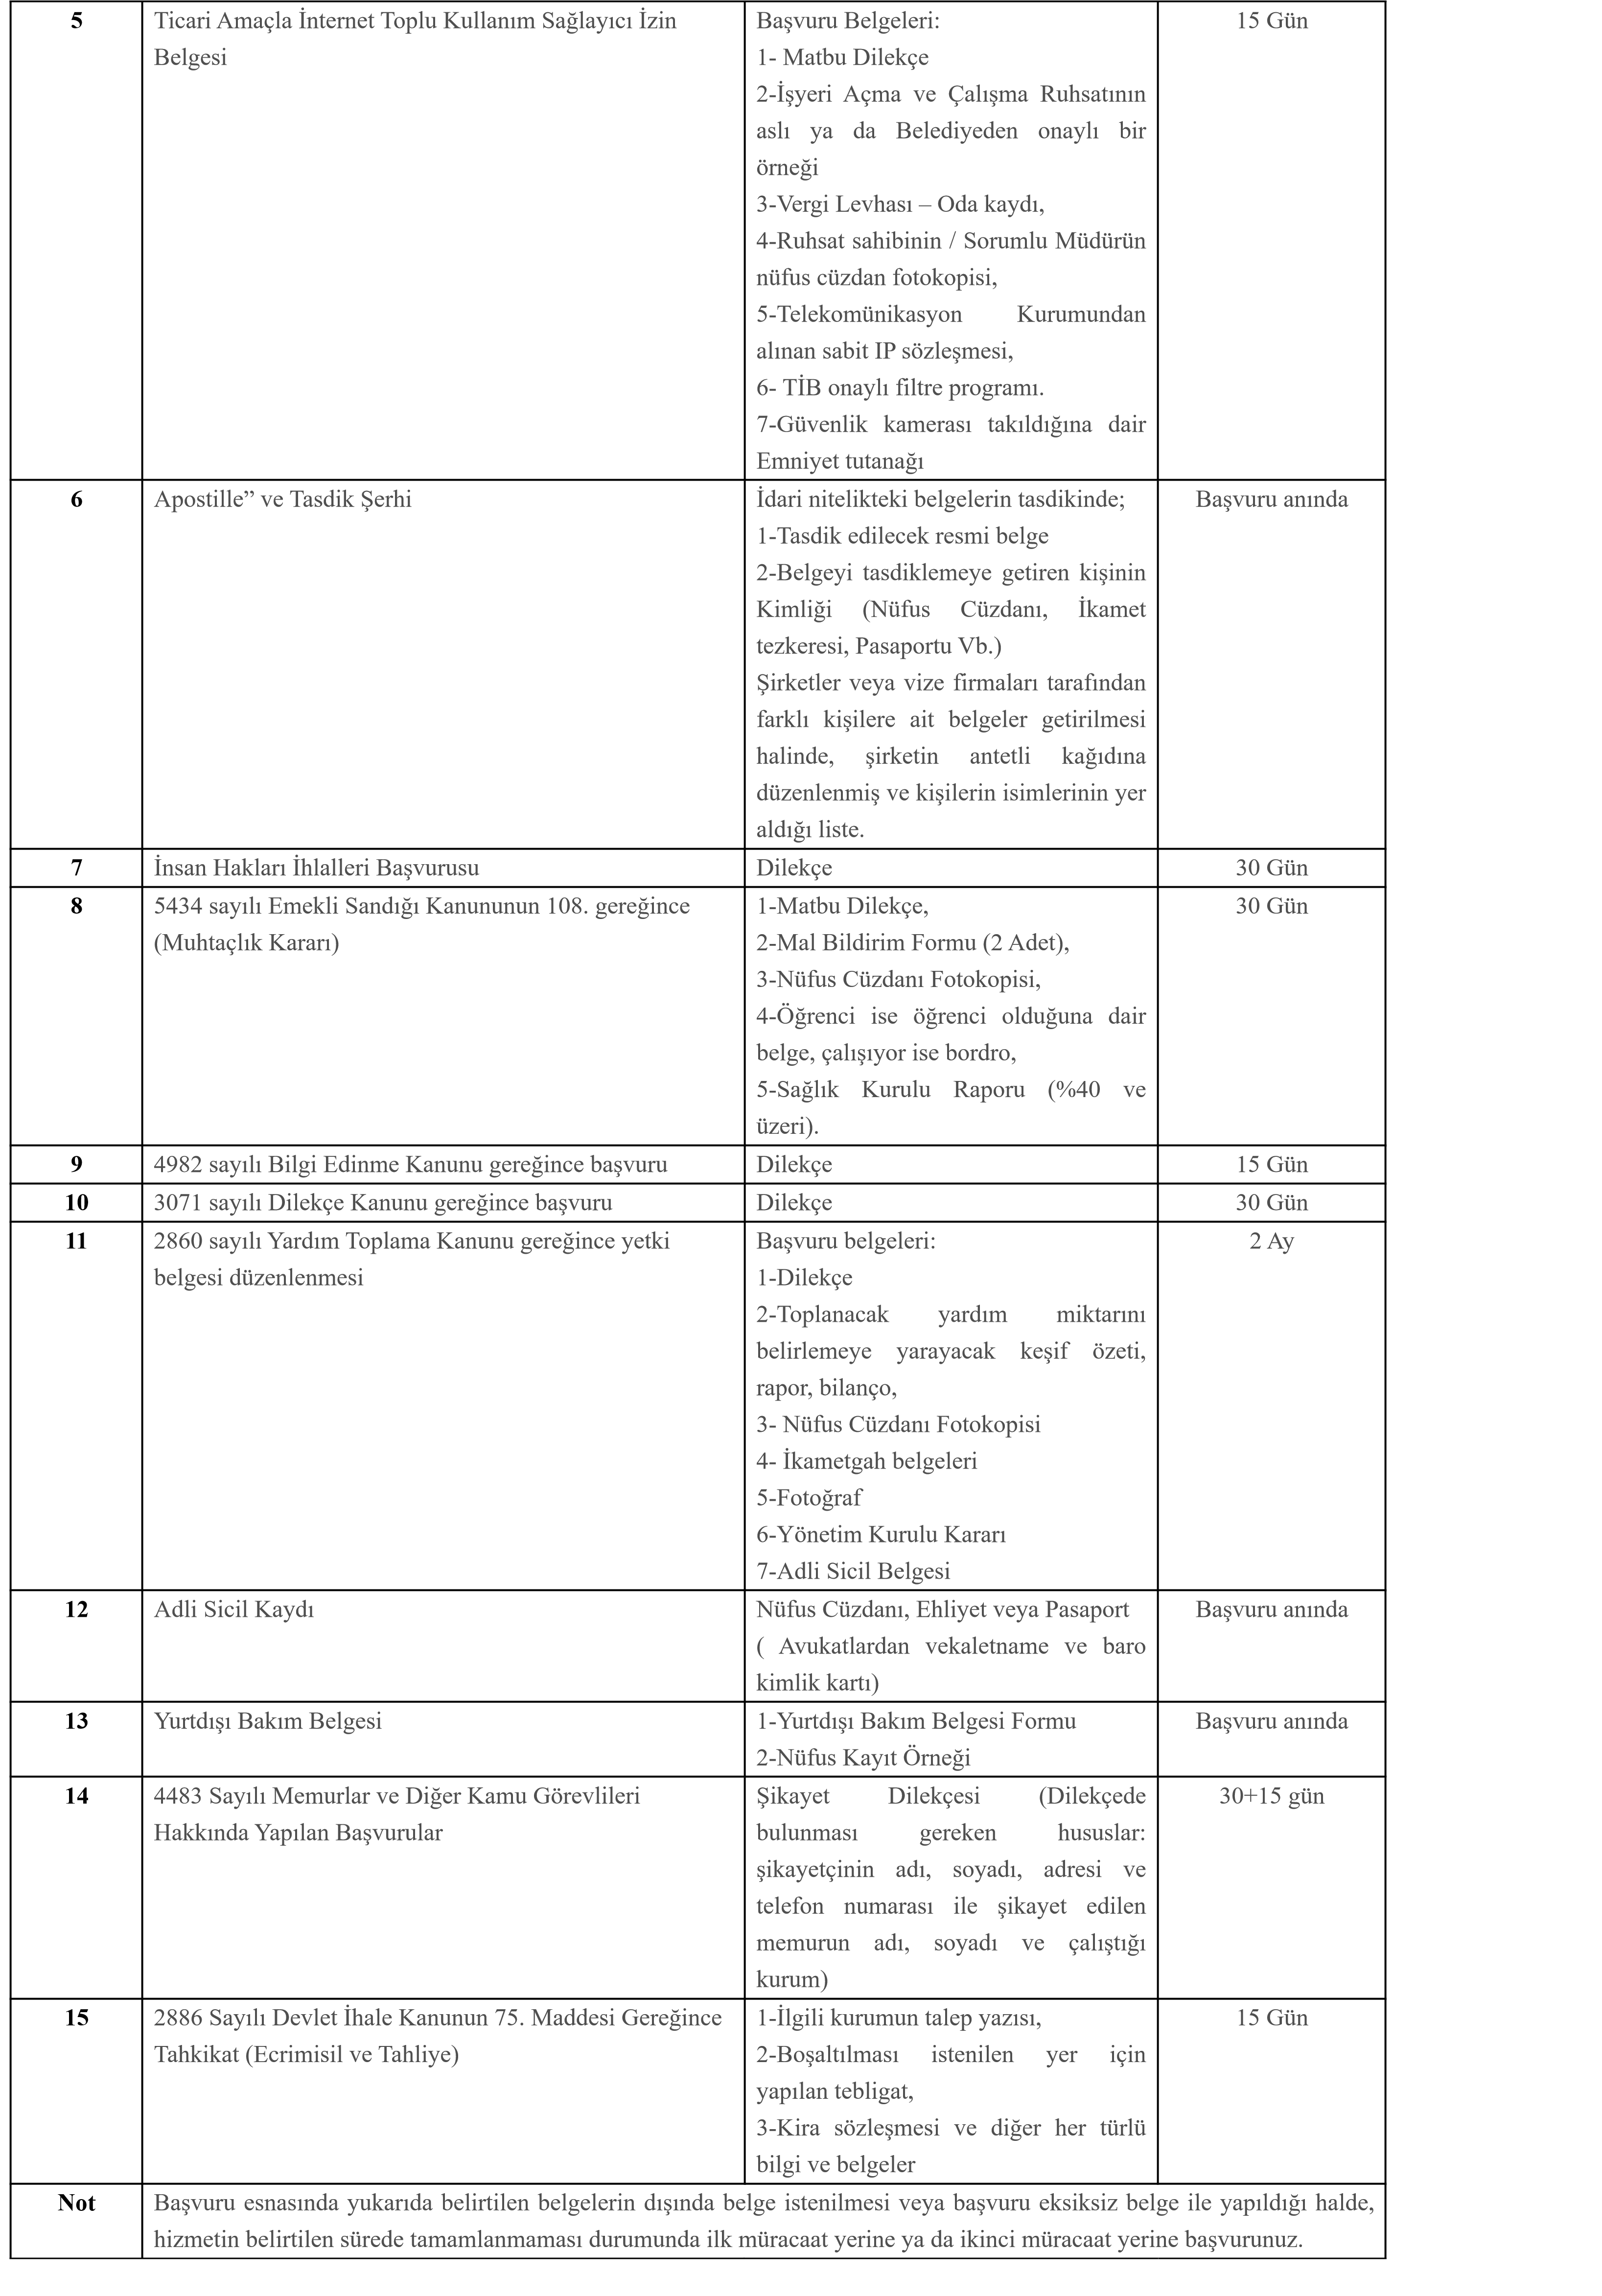 5
Ticari Amaçla İnternet Toplu Kullanım Sağlayıcı İzin
Belgesi
Başvuru Belgeleri:
1- Matbu Dilekçe
2-İşyeri Açma ve Çalışma Ruhsatının
aslı ya da Belediyeden onaylı bir
örneği
3-Vergi Levhası – Oda kaydı,
4-Ruhsat sahibinin / Sorumlu Müdürün
nüfus cüzdan fotokopisi,
5-Telekomünikasyon Kurumundan
alınan sabit IP sözleşmesi,
6- TİB onaylı filtre programı.
7-Güvenlik kamerası takıldığına dair
Emniyet tutanağı
15 Gün
6
Apostille” ve Tasdik Şerhi
İdari nitelikteki belgelerin tasdikinde;
1-Tasdik edilecek resmi belge
2-Belgeyi tasdiklemeye getiren kişinin
Kimliği (Nüfus Cüzdanı, İkamet
tezkeresi, Pasaportu Vb.)
Şirketler veya vize firmaları tarafından
farklı kişilere ait belgeler getirilmesi
halinde, şirketin antetli kağıdına
düzenlenmiş ve kişilerin isimlerinin yer
aldığı liste.
Başvuru anında
7
İnsan Hakları İhlalleri Başvurusu
Dilekçe
30 Gün
8
5434 sayılı Emekli Sandığı Kanununun 108. gereğince
(Muhtaçlık Kararı)
1-Matbu Dilekçe,
2-Mal Bildirim Formu (2 Adet),
3-Nüfus Cüzdanı Fotokopisi,
4-Öğrenci ise öğrenci olduğuna dair
belge, çalışıyor ise bordro,
5-Sağlık Kurulu Raporu (%40 ve
üzeri).
30 Gün
9
4982 sayılı Bilgi Edinme Kanunu gereğince başvuru
Dilekçe
15 Gün
10
3071 sayılı Dilekçe Kanunu gereğince başvuru
Dilekçe
30 Gün
11
2860 sayılı Yardım Toplama Kanunu gereğince yetki
belgesi düzenlenmesi
Başvuru belgeleri:
1-Dilekçe
2-Toplanacak yardım miktarını
belirlemeye yarayacak keşif özeti,
rapor, bilanço,
3- Nüfus Cüzdanı Fotokopisi
4- İkametgah belgeleri
5-Fotoğraf
6-Yönetim Kurulu Kararı
7-Adli Sicil Belgesi
2 Ay
12
Adli Sicil Kaydı
Nüfus Cüzdanı, Ehliyet veya Pasaport
( Avukatlardan vekaletname ve baro
kimlik kartı)
Başvuru anında
13
Yurtdışı Bakım Belgesi
1-Yurtdışı Bakım Belgesi Formu
2-Nüfus Kayıt Örneği
Başvuru anında
14
4483 Sayılı Memurlar ve Diğer Kamu Görevlileri
Hakkında Yapılan Başvurular
Şikayet Dilekçesi (Dilekçede
bulunması gereken hususlar:
şikayetçinin adı, soyadı, adresi ve
telefon numarası ile şikayet edilen
memurun adı, soyadı ve çalıştığı
kurum)
30+15 gün
15
2886 Sayılı Devlet İhale Kanunun 75. Maddesi Gereğince
Tahkikat (Ecrimisil ve Tahliye)
1-İlgili kurumun talep yazısı,
2-Boşaltılması istenilen yer için
yapılan tebligat,
3-Kira sözleşmesi ve diğer her türlü
bilgi ve belgeler
15 Gün
Not
Başvuru esnasında yukarıda belirtilen belgelerin dışında belge istenilmesi veya başvuru eksiksiz belge ile yapıldığı halde,
hizmetin belirtilen sürede tamamlanmaması durumunda ilk müracaat yerine ya da ikinci müracaat yerine başvurunuz.